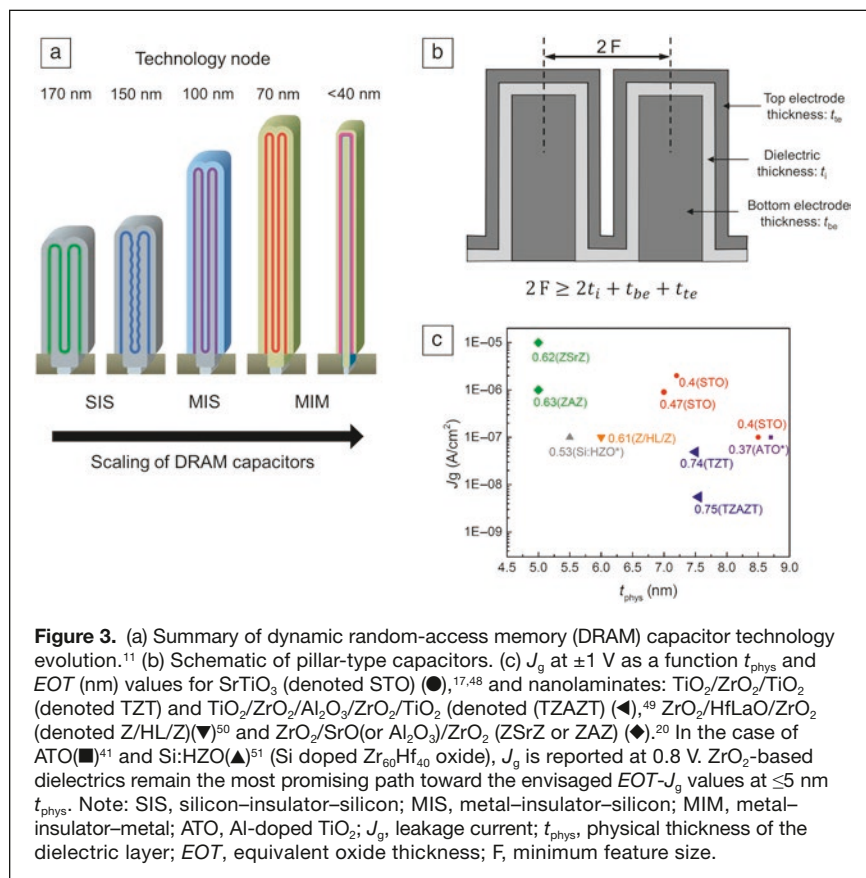 a
Technology node
170 nm 150 nm 100 nm 70 nm <40 nm
SIS MIS MIM
Scaling of DRAM capacitors
b
2 F
Top electrode
thickness: t_te
Dielectric
thickness: t_i
Bottom electrode
thickness: t_be
2 F ≥ 2t_i + t_be + t_te
c
Jg (A/cm²)
1E–05
1E–06
1E–07
1E–08
1E–09
0.62(ZSrZ)
0.63(ZAZ)
0.4(STO)
0.47(STO)
0.4(STO)
0.61(Z/HL/Z)
0.53(Si:HZO*)
0.37(ATO*)
0.74(TZT)
0.75(TZAZT)
4.5 5.0 5.5 6.0 6.5 7.0 7.5 8.0 8.5 9.0
t_phys (nm)
Figure 3. (a) Summary of dynamic random-access memory (DRAM) capacitor technology
evolution.¹¹ (b) Schematic of pillar-type capacitors. (c) J_g at ±1 V as a function t_phys and
EOT (nm) values for SrTiO₃ (denoted STO) (●),¹⁷,⁴⁸ and nanolaminates: TiO₂/ZrO₂/TiO₂
(denoted TZT) and TiO₂/ZrO₂/Al₂O₃/ZrO₂/TiO₂ (denoted (TZAZT) (◀),⁴⁹ ZrO₂/HfLaO/ZrO₂
(denoted Z/HL/Z)(▼)⁵⁰ and ZrO₂/SrO(or Al₂O₃)/ZrO₂ (ZSrZ or ZAZ) (◆).²⁰ In the case of
ATO(■)⁴¹ and Si:HZO(▲)⁵¹ (Si doped Zr₆₀Hf₄₀ oxide), J_g is reported at 0.8 V. ZrO₂-based
dielectrics remain the most promising path toward the envisaged EOT-J_g values at ≤5 nm
t_phys. Note: SIS, silicon–insulator–silicon; MIS, metal–insulator–silicon; MIM, metal–
insulator–metal; ATO, Al-doped TiO₂; J_g, leakage current; t_phys, physical thickness of the
dielectric layer; EOT, equivalent oxide thickness; F, minimum feature size.